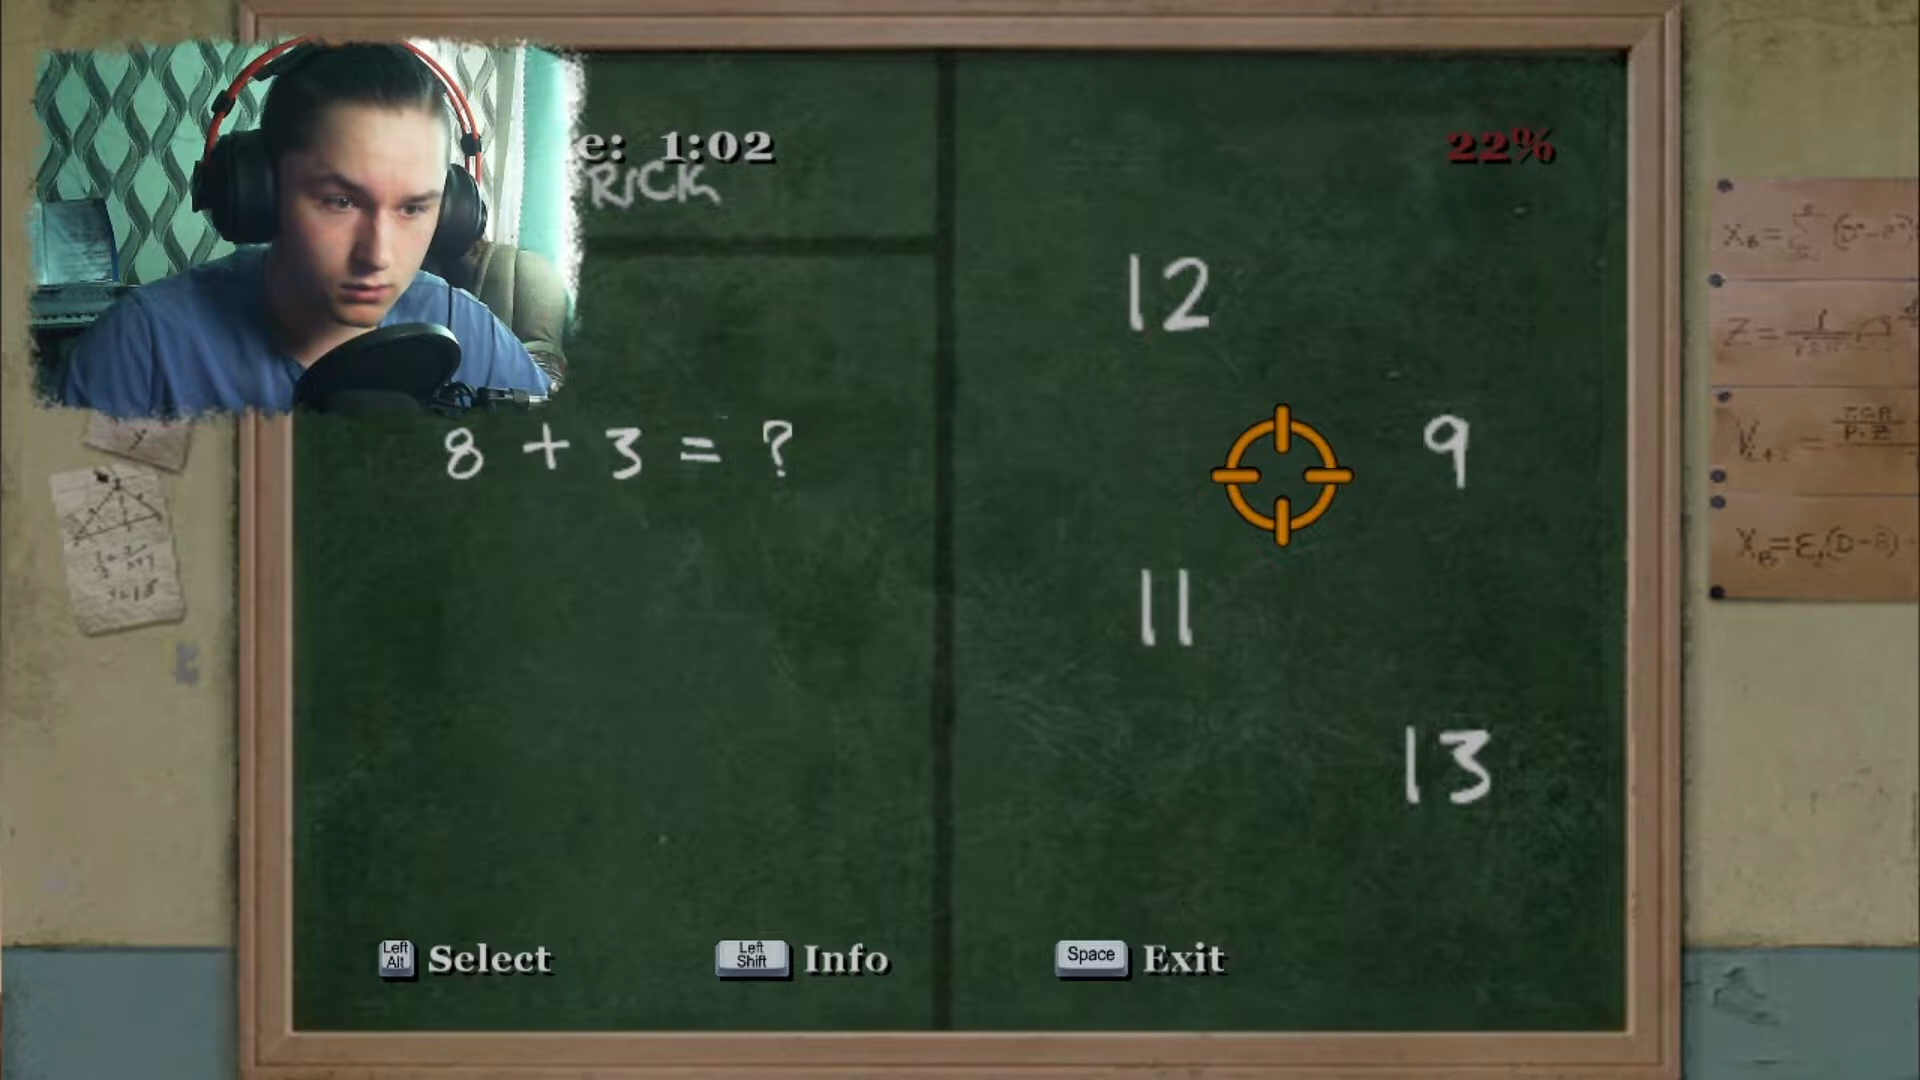 e: 1:02
22%
RICK
12
9
8 + 3 = ?
11
13
Left Alt Select
Left Shift Info
Space Exit